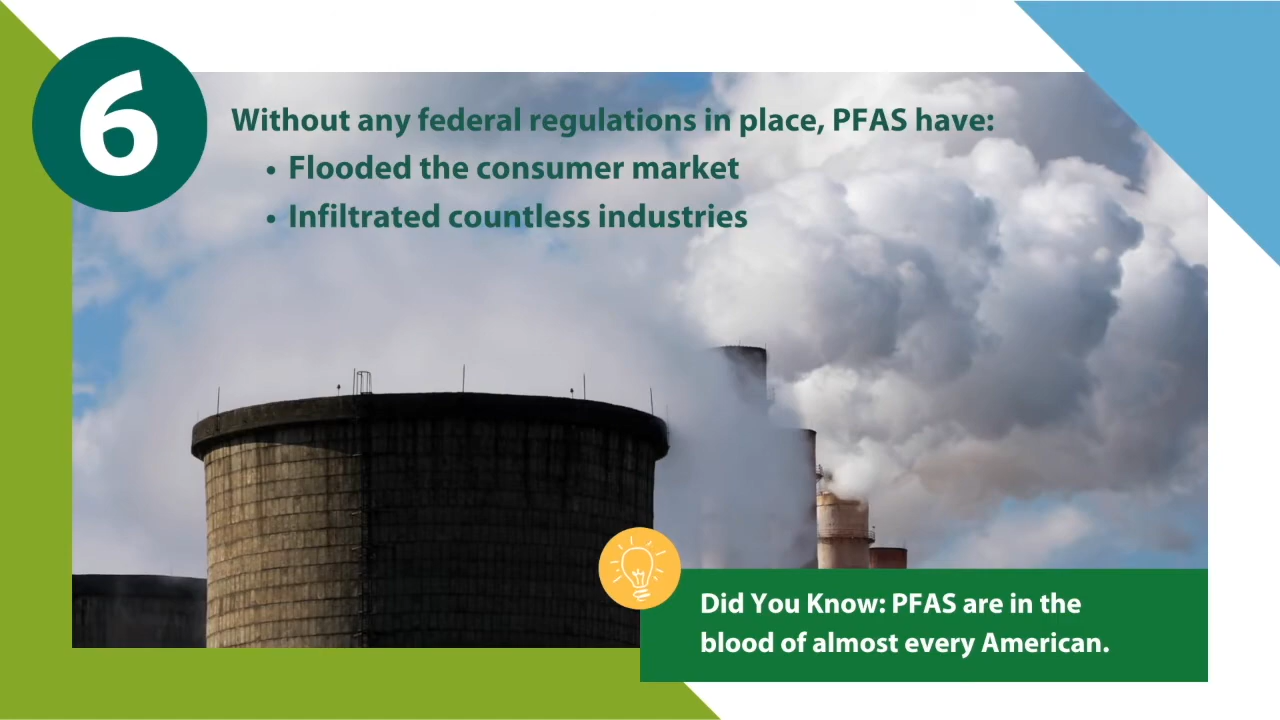 6
Without any federal regulations in place, PFAS have:
• Flooded the consumer market
• Infiltrated countless industries
Did You Know: PFAS are in the
blood of almost every American.